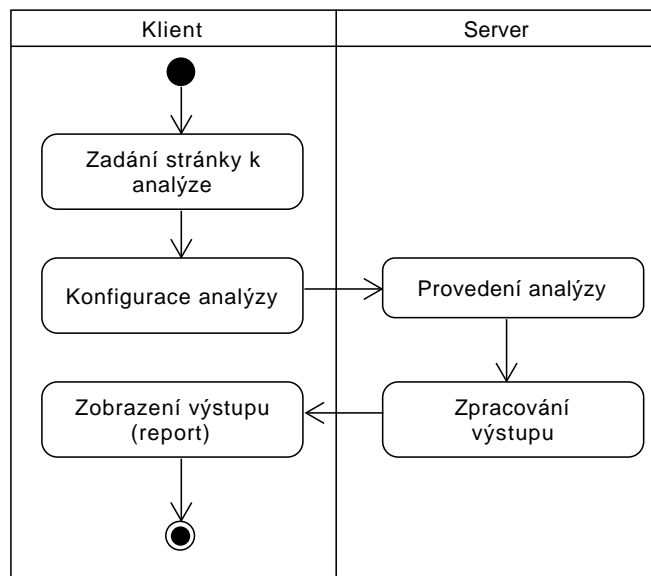 Klient
Server
Zadání stránky k
analýze
Konfigurace analýzy
Provedení analýzy
Zobrazení výstupu
(report)
Zpracování
výstupu